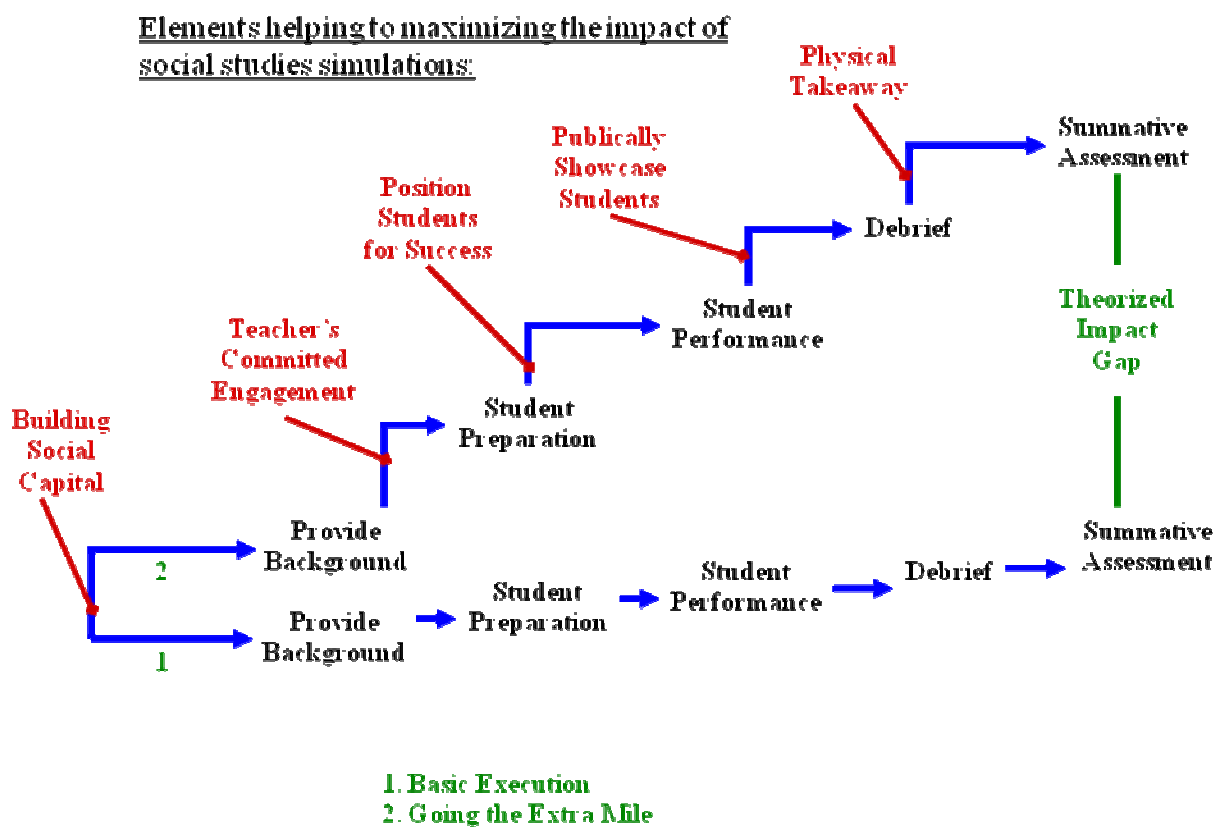 Elements helping to maximizing the impact of
social studies simulations:
Physical
Takeaway
Summative
Assessment
Publically
Showcase
Students
Position
Students
for Success
Debrief
Student
Performance
Theorized
Impact
Gap
Teacher's
Committed
Engagement
Student
Preparation
Building
Social
Capital
Provide
Background
2
Summative
Assessment
Debrief
Student
Performance
Student
Preparation
Provide
Background
1
1. Basic Execution
2. Going the Extra Mile